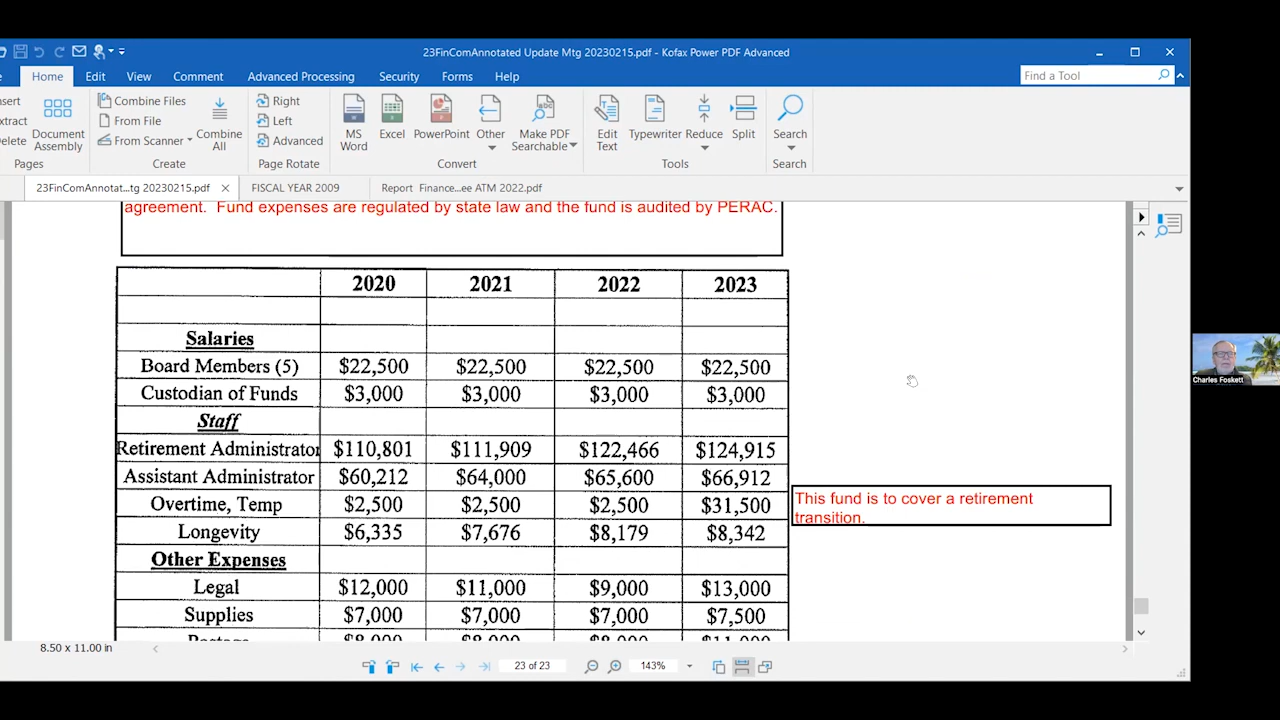 23FinComAnnotated Update Mtg 20230215.pdf - Kofax Power PDF Advanced
Home Edit View Comment Advanced Processing Security Forms Help
Find a Tool
Document Assembly
Pages
Combine Files
From File
From Scanner
Combine All
Create
Right
Left
Advanced
Page Rotate
MS Word
Excel
PowerPoint
Other
Make PDF Searchable
Convert
Edit Text
Typewriter
Reduce
Split
Tools
Search
Search
23FinComAnnotat...tg 20230215.pdf FISCAL YEAR 2009 Report Finance...ee ATM 2022.pdf
agreement. Fund expenses are regulated by state law and the fund is audited by PERAC.
2020 2021 2022 2023
Salaries
Board Members (5) $22,500 $22,500 $22,500 $22,500
Custodian of Funds $3,000 $3,000 $3,000 $3,000
Staff
Retirement Administrator $110,801 $111,909 $122,466 $124,915
Assistant Administrator $60,212 $64,000 $65,600 $66,912
Overtime, Temp $2,500 $2,500 $2,500 $31,500
Longevity $6,335 $7,676 $8,179 $8,342
Other Expenses
Legal $12,000 $11,000 $9,000 $13,000
Supplies $7,000 $7,000 $7,000 $7,500
This fund is to cover a retirement
transition.
Charles Foskett
8.50 x 11.00 in
23 of 23
143%